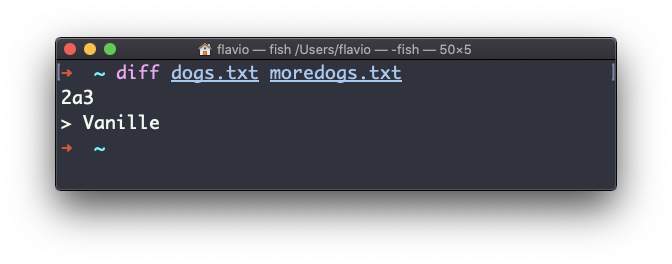 flavio — fish /Users/flavio — -fish — 50×5
➜ ~ diff dogs.txt moredogs.txt
2a3
> Vanille
➜ ~